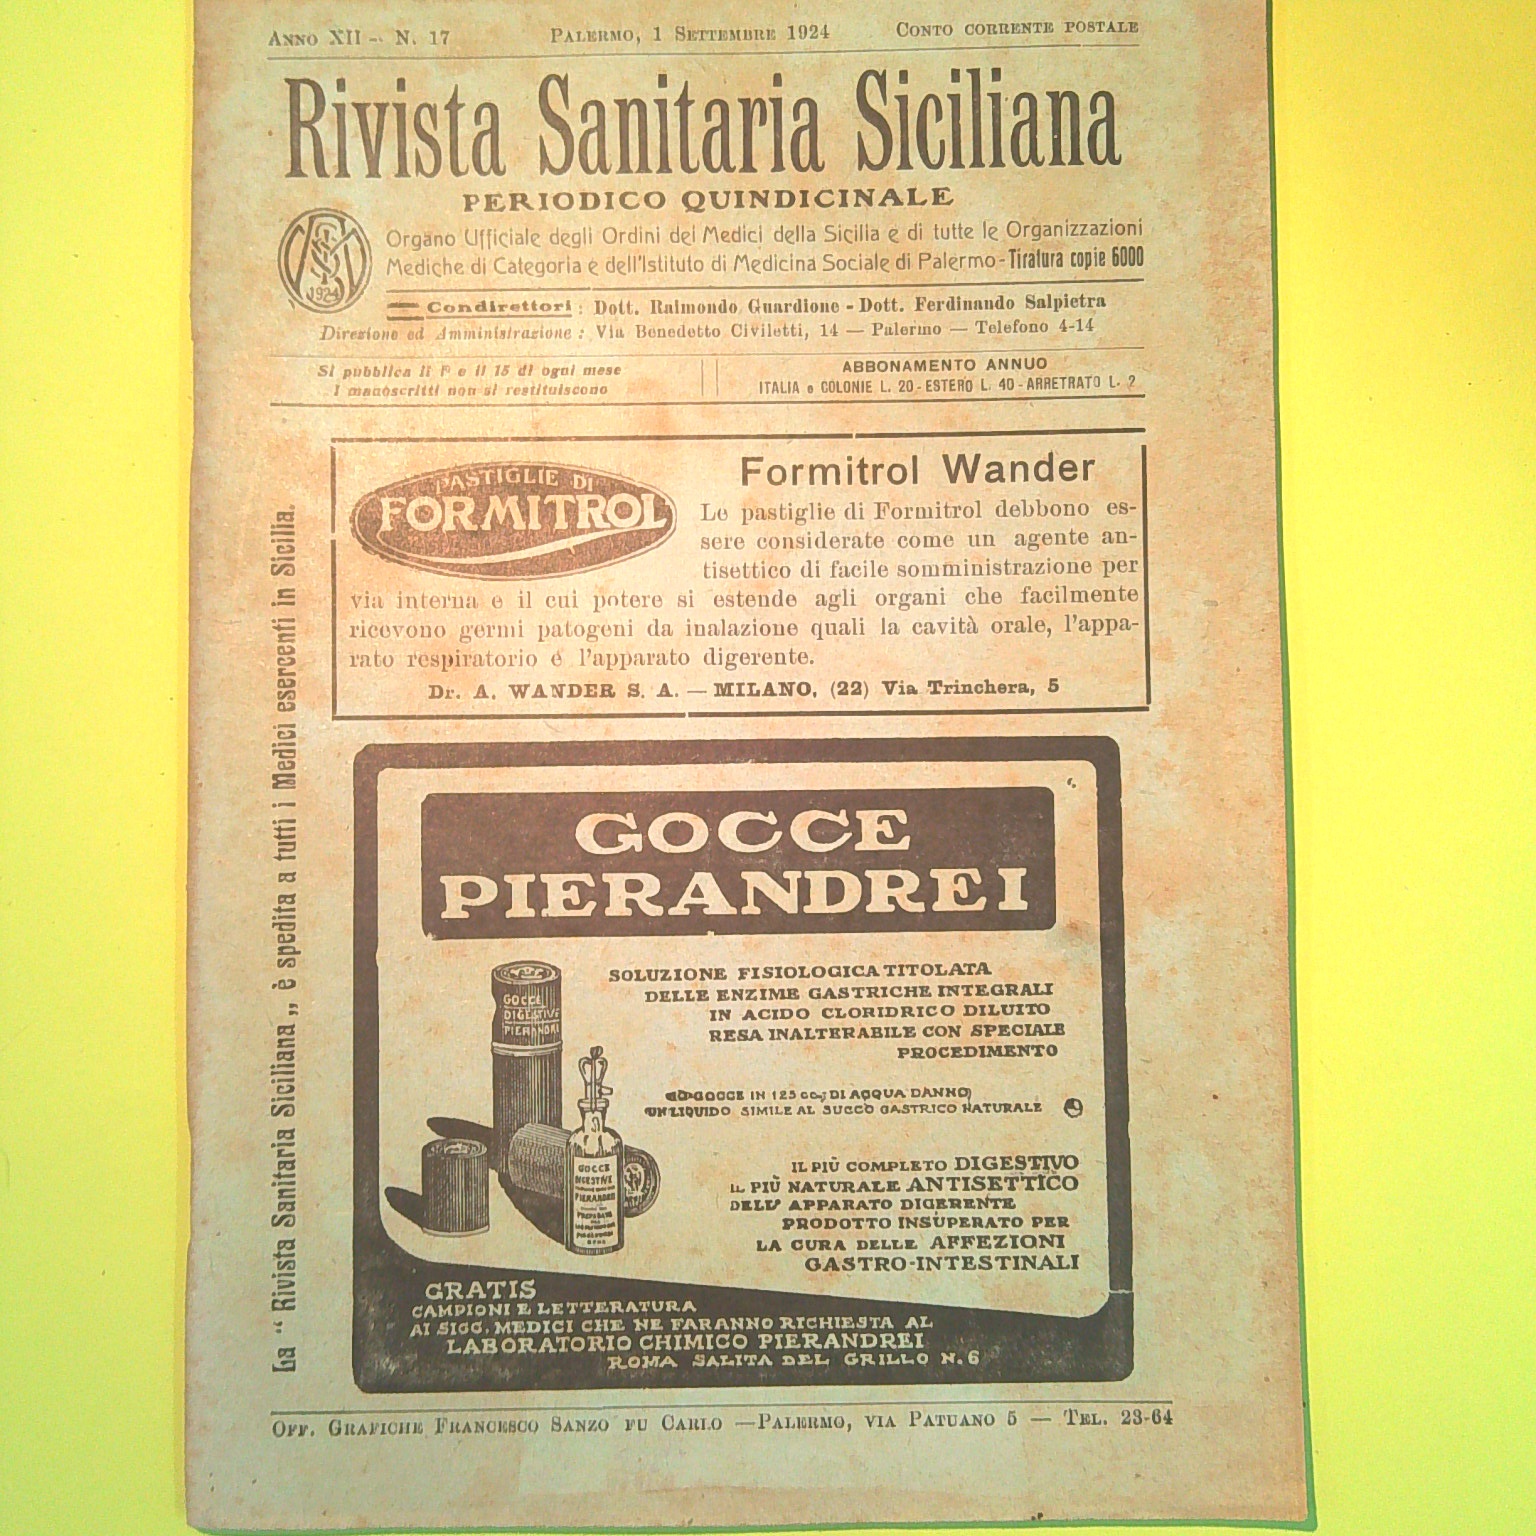 Anno XII - N. 17 Palermo, 1 Settembre 1924 Conto corrente postale
Rivista Sanitaria Siciliana
PERIODICO QUINDICINALE
Organo Ufficiale degli Ordini dei Medici della Sicilia e di tutte le Organizzazioni
Mediche di Categoria e dell'Istituto di Medicina Sociale di Palermo - Tiratura copie 6000
1924
Condirettori : Dott. Raimondo Guardione - Dott. Ferdinando Salpietra
Direzione ed Amministrazione : Via Benedetto Civiletti, 14 — Palermo — Telefono 4-14
Si pubblica il 1° e il 15 di ogni mese
I manoscritti non si restituiscono
ABBONAMENTO ANNUO
ITALIA e COLONIE L. 20 - ESTERO L. 40 - ARRETRATO L. 2
La “ Rivista Sanitaria Siciliana „ è spedita a tutti i Medici esercenti in Sicilia.
PASTIGLIE DI
FORMITROL
Formitrol Wander
Le pastiglie di Formitrol debbono es-
sere considerate come un agente an-
tisettico di facile somministrazione per
via interna e il cui potere si estende agli organi che facilmente
ricevono germi patogeni da inalazione quali la cavità orale, l'appa-
rato respiratorio e l'apparato digerente.
Dr. A. WANDER S. A. — MILANO, (22) Via Trinchera, 5
GOCCE
PIERANDREI
SOLUZIONE FISIOLOGICA TITOLATA
DELLE ENZIME GASTRICHE INTEGRALI
IN ACIDO CLORIDRICO DILUITO
RESA INALTERABILE CON SPECIALE
PROCEDIMENTO
GOCCE
DIGESTIVE
PIERANDREI
GOCCE IN 125 cc. DI ACQUA DANNO
UN LIQUIDO SIMILE AL SUCCO GASTRICO NATURALE
GOCCE
DIGESTIVE
PIERANDREI
IL PIÙ COMPLETO DIGESTIVO
IL PIÙ NATURALE ANTISETTICO
DELL' APPARATO DIGERENTE
PRODOTTO INSUPERATO PER
LA CURA DELLE AFFEZIONI
GASTRO-INTESTINALI
GRATIS
CAMPIONI E LETTERATURA
AI SIGG. MEDICI CHE NE FARANNO RICHIESTA AL
LABORATORIO CHIMICO PIERANDREI
ROMA SALITA DEL GRILLO N. 6
Off. Grafiche Francesco Sanzo fu Carlo — Palermo, via Patuano 5 — Tel. 23-64